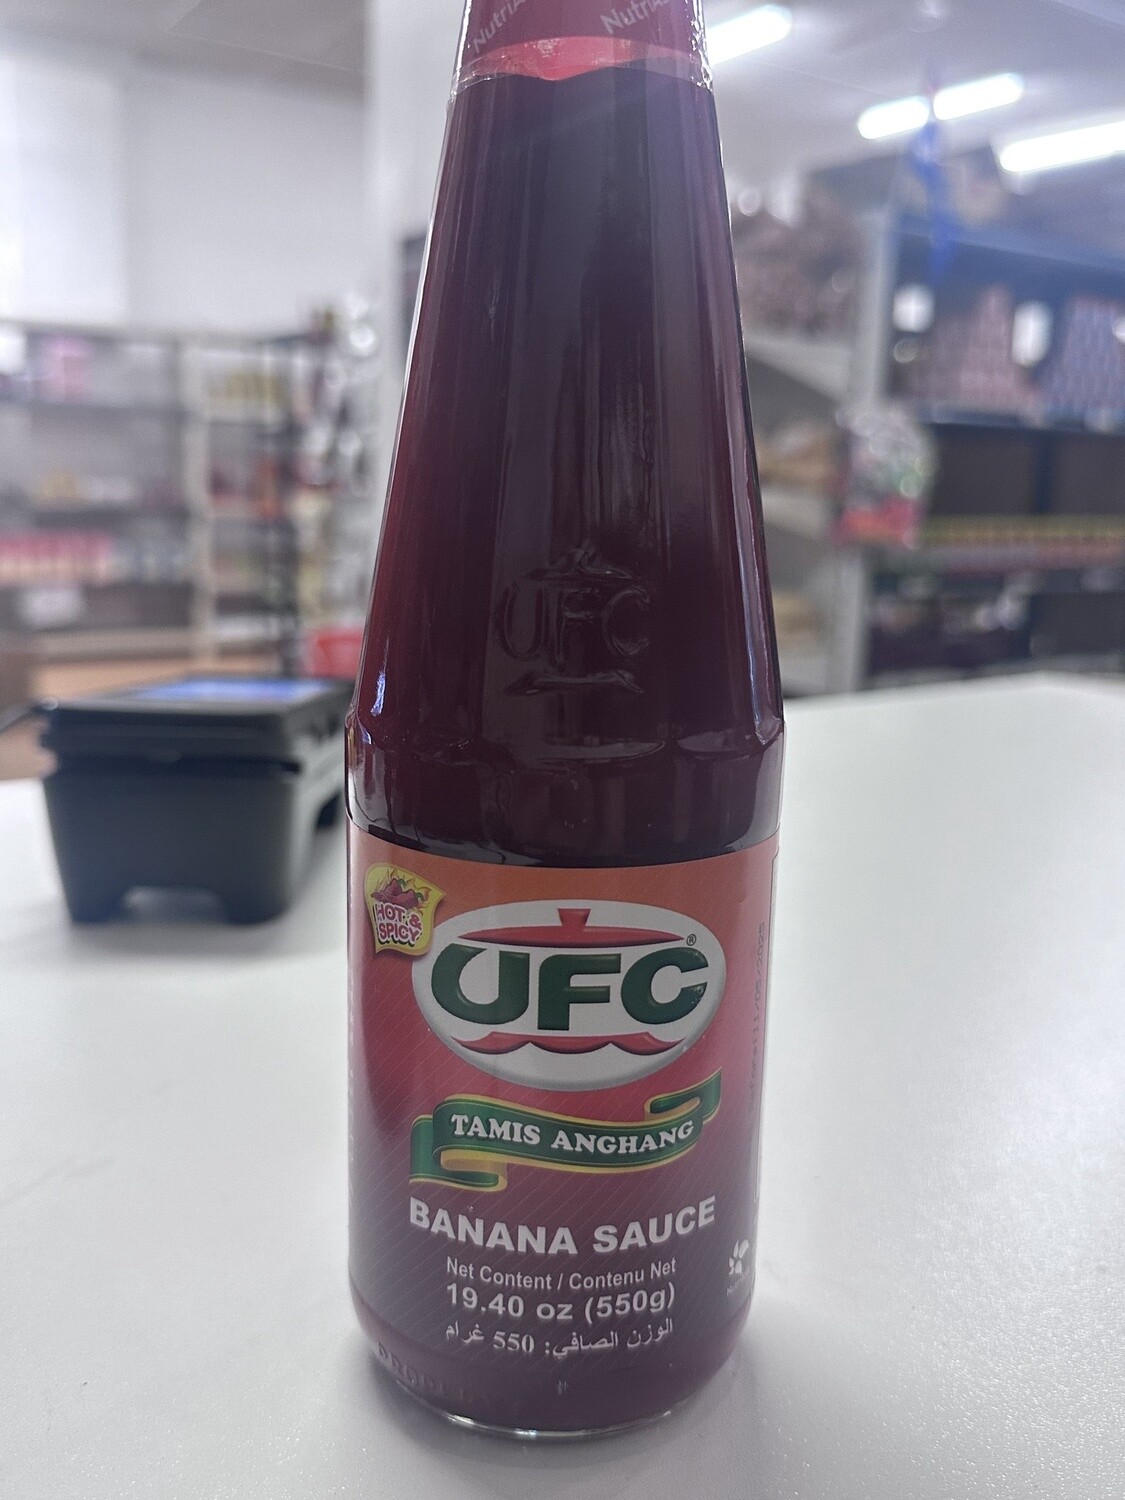 UFC
HOT &
SPICY
UFC®
TAMIS ANGHANG
BANANA SAUCE
Net Content / Contenu Net
19.40 oz (550g)
الوزن الصافي: 550 غرام